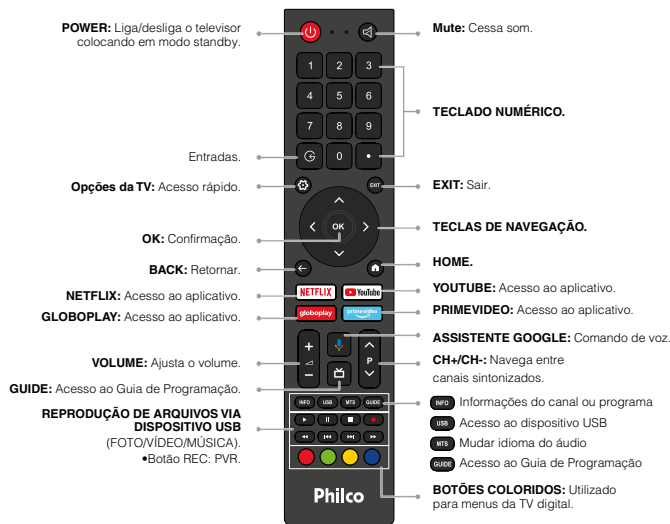 POWER: Liga/desliga o televisor
colocando em modo standby.
Entradas.
Opções da TV: Acesso rápido.
OK: Confirmação.
BACK: Retornar.
NETFLIX: Acesso ao aplicativo.
GLOBOPLAY: Acesso ao aplicativo.
VOLUME: Ajusta o volume.
GUIDE: Acesso ao Guia de Programação.
REPRODUÇÃO DE ARQUIVOS VIA
DISPOSITIVO USB
(FOTO/VÍDEO/MÚSICA).
•Botão REC: PVR.
1 2 3
4 5 6
7 8 9
0 •
EXIT
OK
NETFLIX YouTube
globoplay primevideo
+ P
−
INFO USB MTS GUIDE
Philco
Mute: Cessa som.
TECLADO NUMÉRICO.
EXIT: Sair.
TECLAS DE NAVEGAÇÃO.
HOME.
YOUTUBE: Acesso ao aplicativo.
PRIMEVIDEO: Acesso ao aplicativo.
ASSISTENTE GOOGLE: Comando de voz.
CH+/CH-: Navega entre
canais sintonizados.
INFO Informações do canal ou programa
USB Acesso ao dispositivo USB
MTS Mudar idioma do áudio
GUIDE Acesso ao Guia de Programação
BOTÕES COLORIDOS: Utilizado
para menus da TV digital.